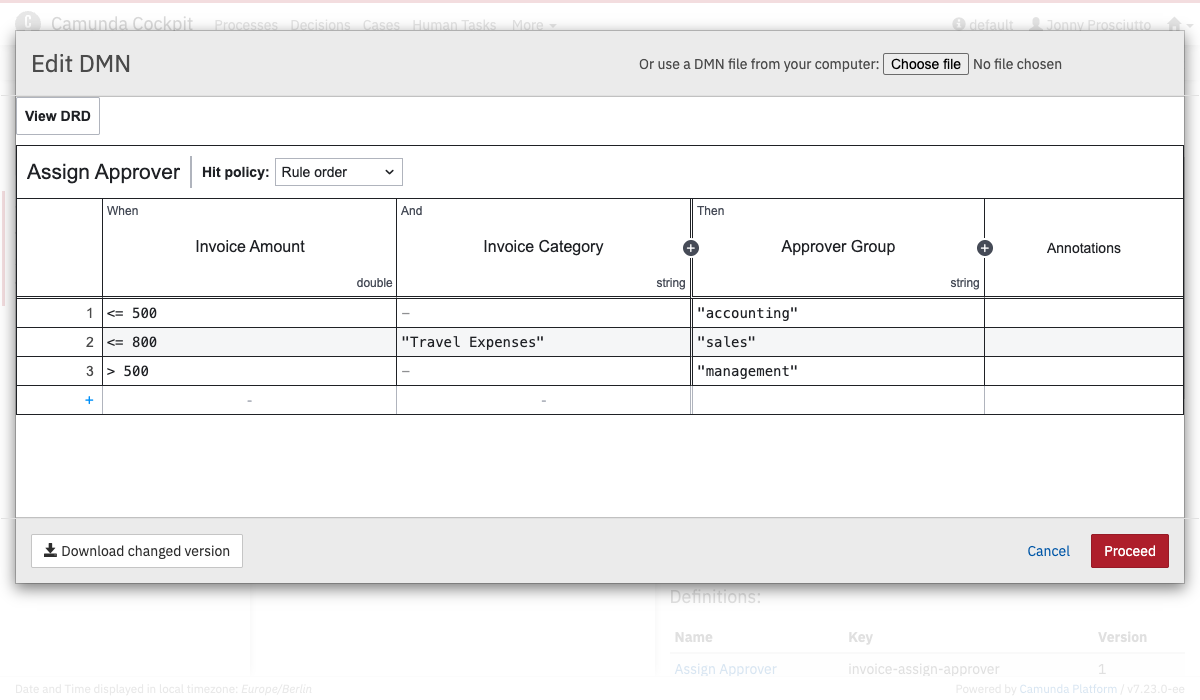 C Camunda Cockpit Processes Decisions Cases Human Tasks More default Jonny Prosciutto
Edit DMN
Or use a DMN file from your computer: Choose file No file chosen
View DRD
Assign Approver Hit policy: Rule order
When And Then
Invoice Amount Invoice Category + Approver Group + Annotations
double string string
1 <= 500 – "accounting"
2 <= 800 "Travel Expenses" "sales"
3 > 500 – "management"
+ - -
Download changed version Cancel Proceed
Definitions:
Name Key Version
Assign Approver invoice-assign-approver 1
Date and Time displayed in local timezone: Europe/Berlin Powered by Camunda Platform / v7.23.0-ee